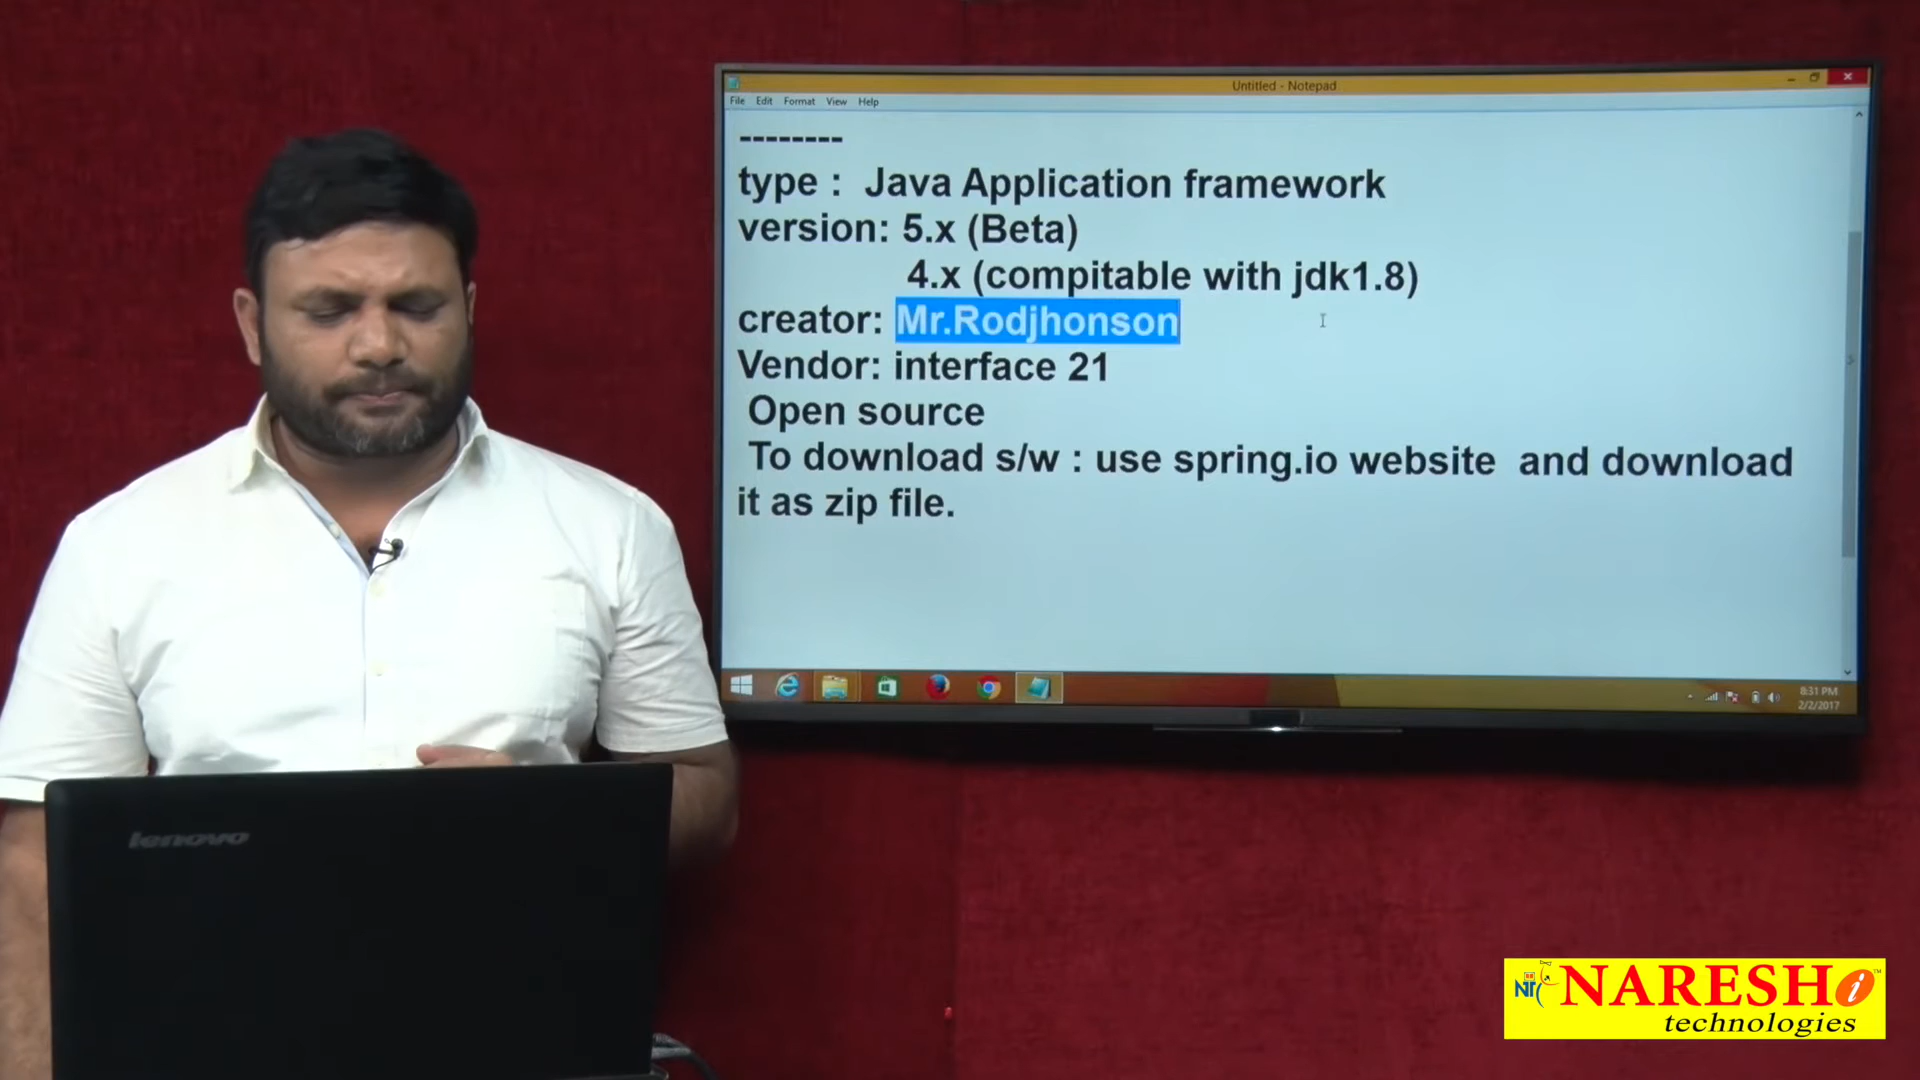 Untitled - Notepad
File Edit Format View Help
--------
type : Java Application framework
version: 5.x (Beta)
4.x (compitable with jdk1.8)
creator: Mr.Rodjhonson
Vendor: interface 21
Open source
To download s/w : use spring.io website and download
it as zip file.
8:31 PM
2/2/2017
lenovo
NARESH i
technologies